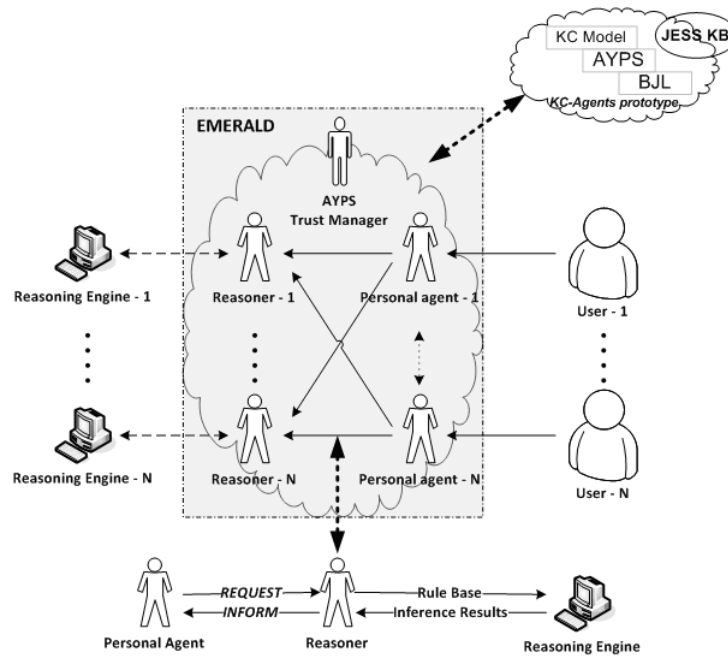 KC Model
JESS KB
AYPS
BJL
KC-Agents prototype
EMERALD
AYPS
Trust Manager
Reasoning Engine - 1
Reasoner - 1
Personal agent - 1
User - 1
Reasoning Engine - N
Reasoner - N
Personal agent - N
User - N
REQUEST
Rule Base
INFORM
Inference Results
Personal Agent
Reasoner
Reasoning Engine